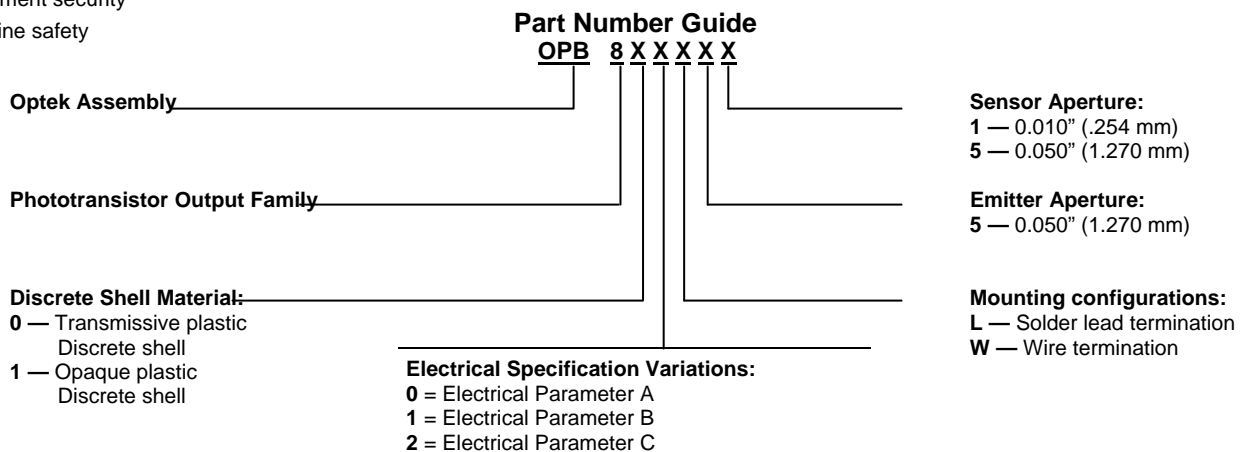 ment security
ine safety
Part Number Guide
OPB 8 X X X X X
Optek Assembly
Phototransistor Output Family
Discrete Shell Material:
0 — Transmissive plastic
Discrete shell
1 — Opaque plastic
Discrete shell
Electrical Specification Variations:
0 = Electrical Parameter A
1 = Electrical Parameter B
2 = Electrical Parameter C
Sensor Aperture:
1 — 0.010” (.254 mm)
5 — 0.050” (1.270 mm)
Emitter Aperture:
5 — 0.050” (1.270 mm)
Mounting configurations:
L — Solder lead termination
W — Wire termination